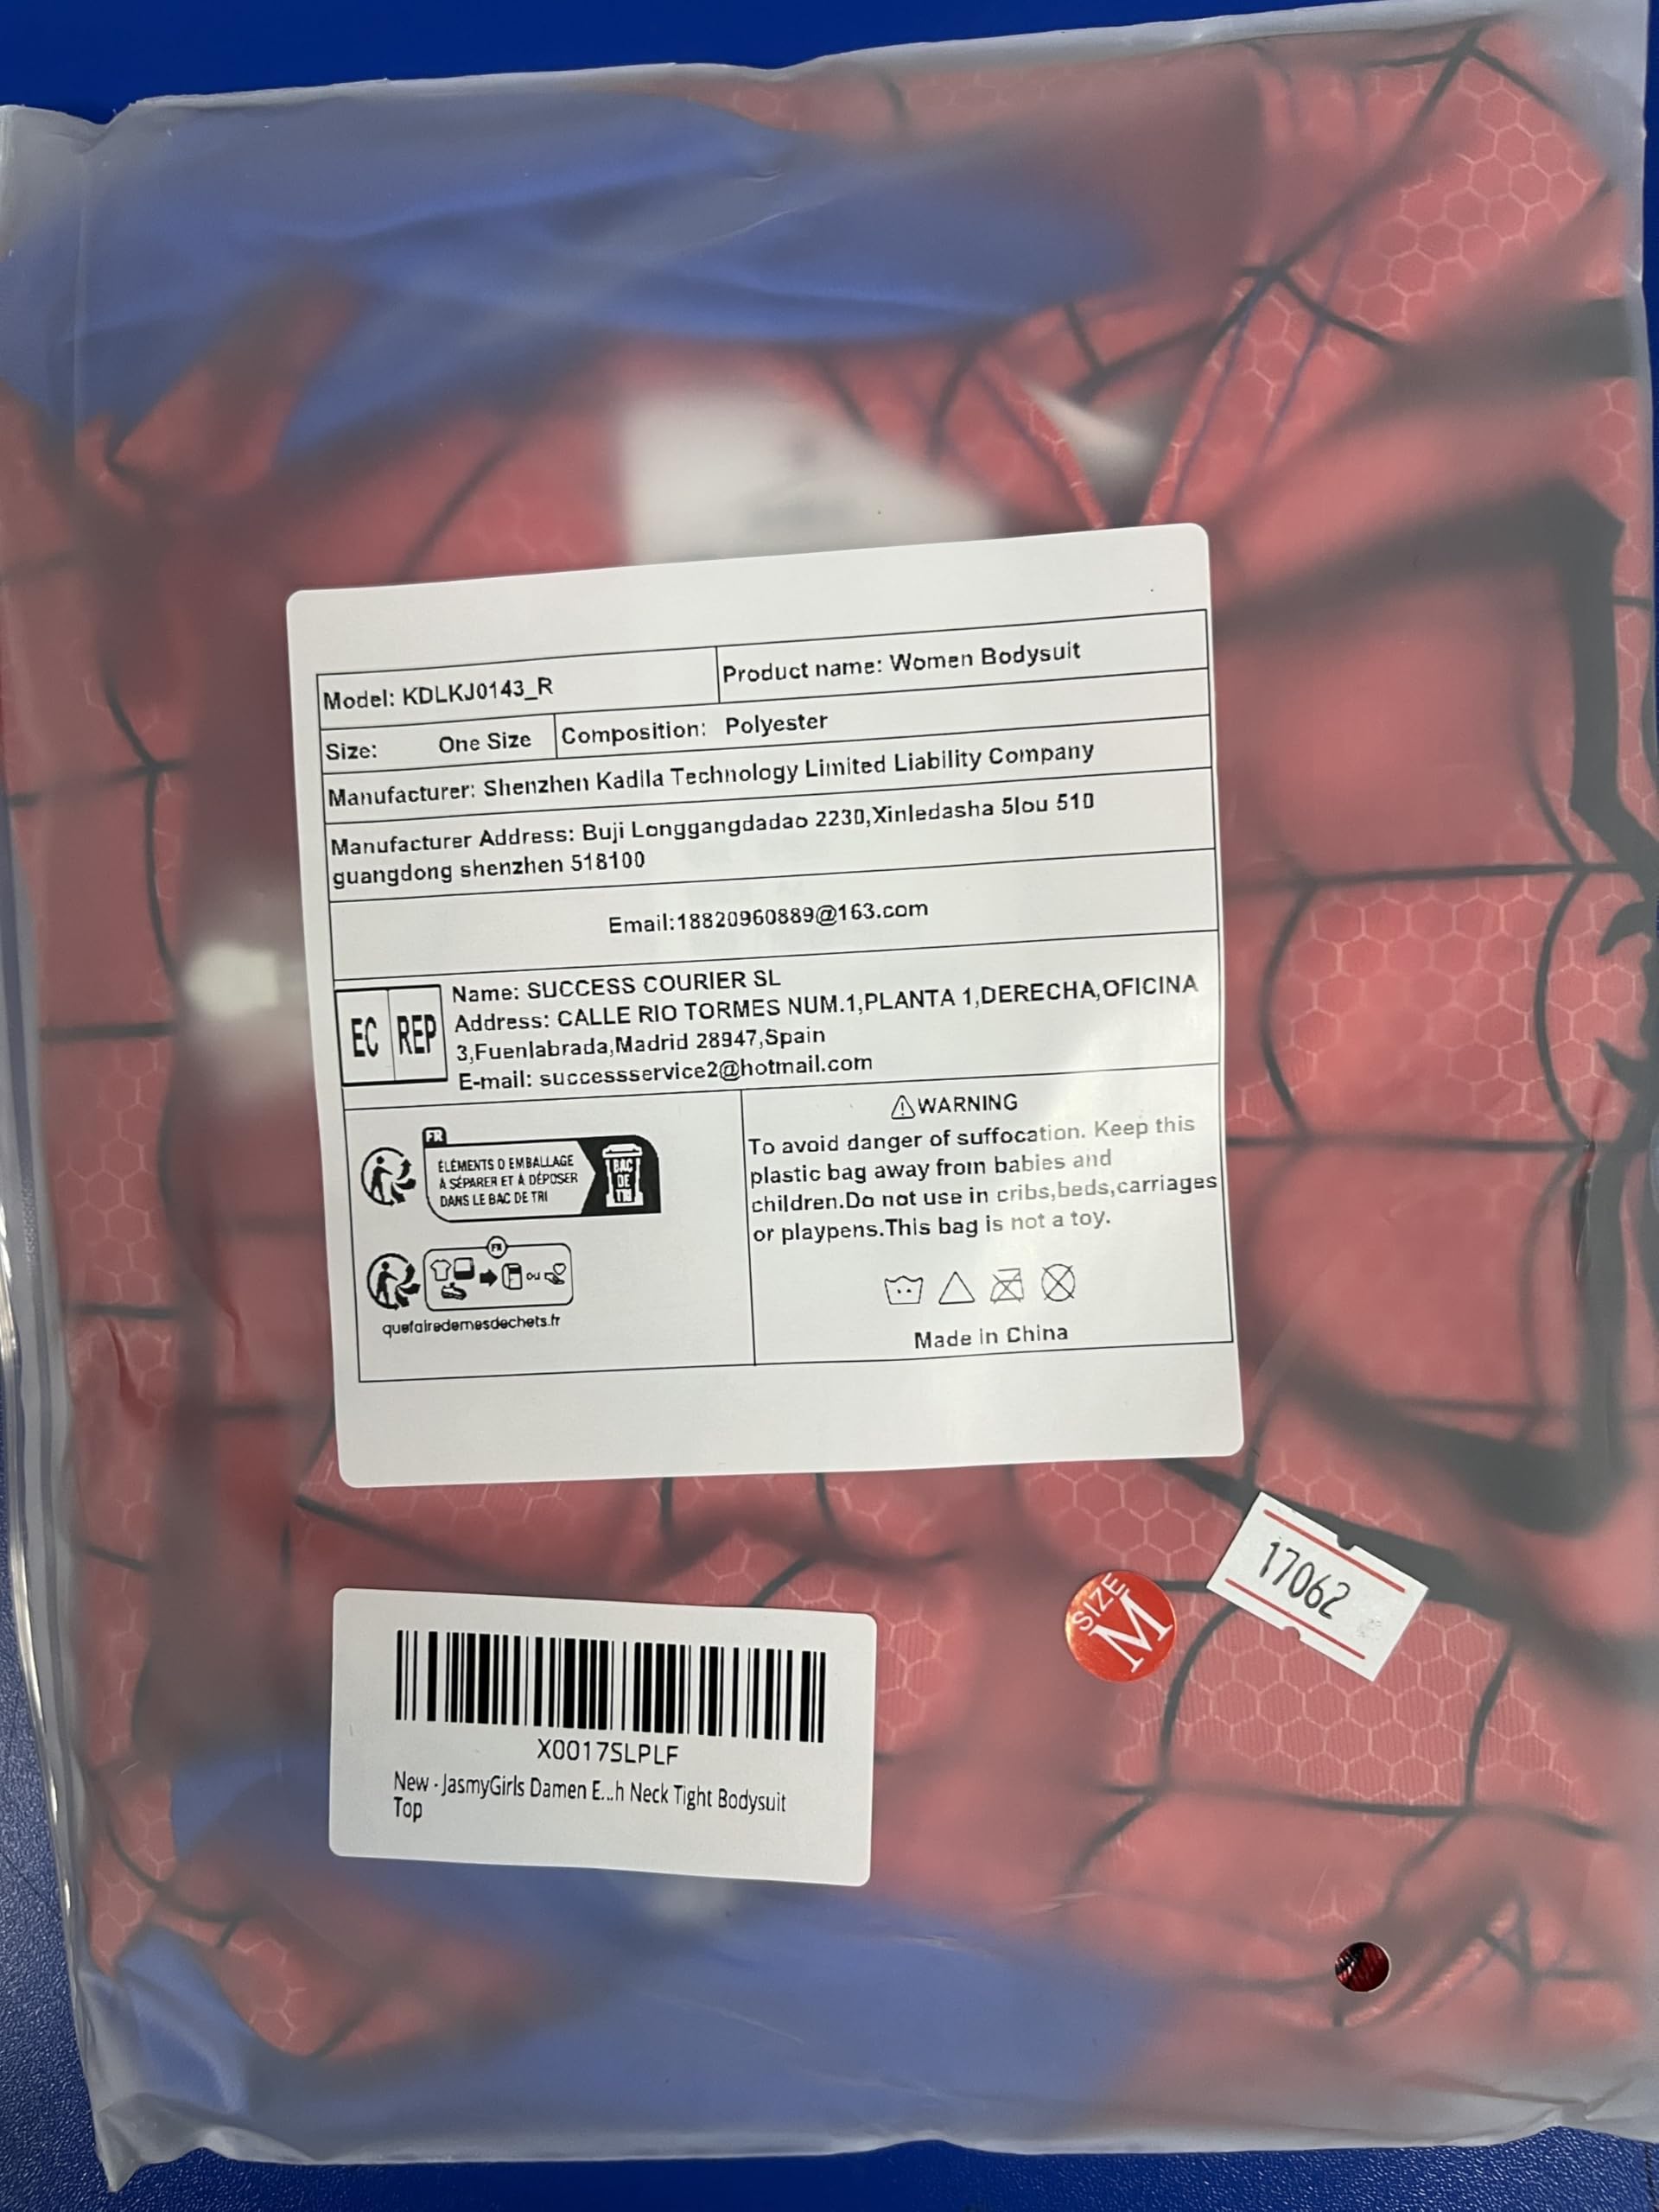 Model: KDLKJ0143_R
Product name: Women Bodysuit
Size: One Size
Composition: Polyester
Manufacturer: Shenzhen Kadila Technology Limited Liability Company
Manufacturer Address: Buji Longgangdadao 2230,Xinledasha 5lou 510
guangdong shenzhen 518100
Email:18820960889@163.com
EC REP
Name: SUCCESS COURIER SL
Address: CALLE RIO TORMES NUM.1,PLANTA 1,DERECHA,OFICINA
3,Fuenlabrada,Madrid 28947,Spain
E-mail: successservice2@hotmail.com
FR
ÉLÉMENTS D EMBALLAGE
À SÉPARER ET À DÉPOSER
DANS LE BAC DE TRI
BAC
DE
TRI
FR
ou
quefairedemesdechets.fr
⚠WARNING
To avoid danger of suffocation. Keep this
plastic bag away from babies and
children.Do not use in cribs,beds,carriages
or playpens.This bag is not a toy.
Made in China
SIZE
M
17062
X0017SLPLF
New - JasmyGirls Damen E...h Neck Tight Bodysuit
Top